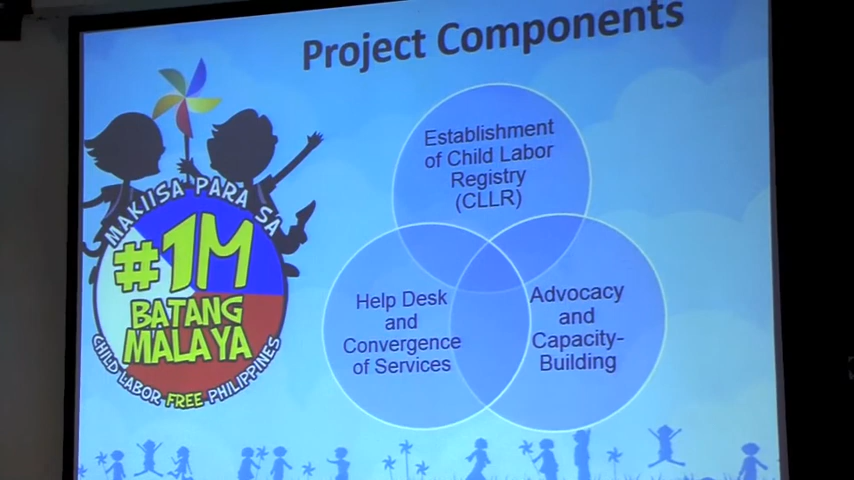 Project Components
MAKIISA PARA SA
#1M
BATANG
MALAYA
CHILD LABOR FREE PHILIPPINES
Establishment
of Child Labor
Registry
(CLLR)
Help Desk
and
Convergence
of Services
Advocacy
and
Capacity-
Building